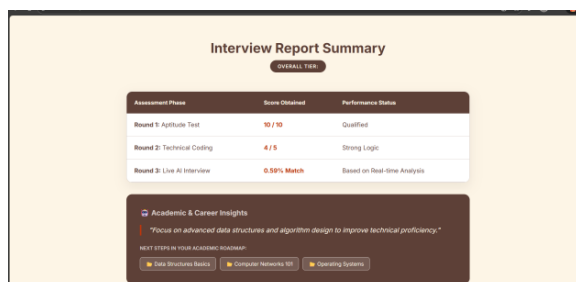 Interview Report Summary
OVERALL TIER:
Assessment Phase Score Obtained Performance Status
Round 1: Aptitude Test 10 / 10 Qualified
Round 2: Technical Coding 4 / 5 Strong Logic
Round 3: Live AI Interview 0.59% Match Based on Real-time Analysis
Academic & Career Insights
"Focus on advanced data structures and algorithm design to improve technical proficiency."
NEXT STEPS IN YOUR ACADEMIC ROADMAP:
Data Structures Basics Computer Networks 101 Operating Systems